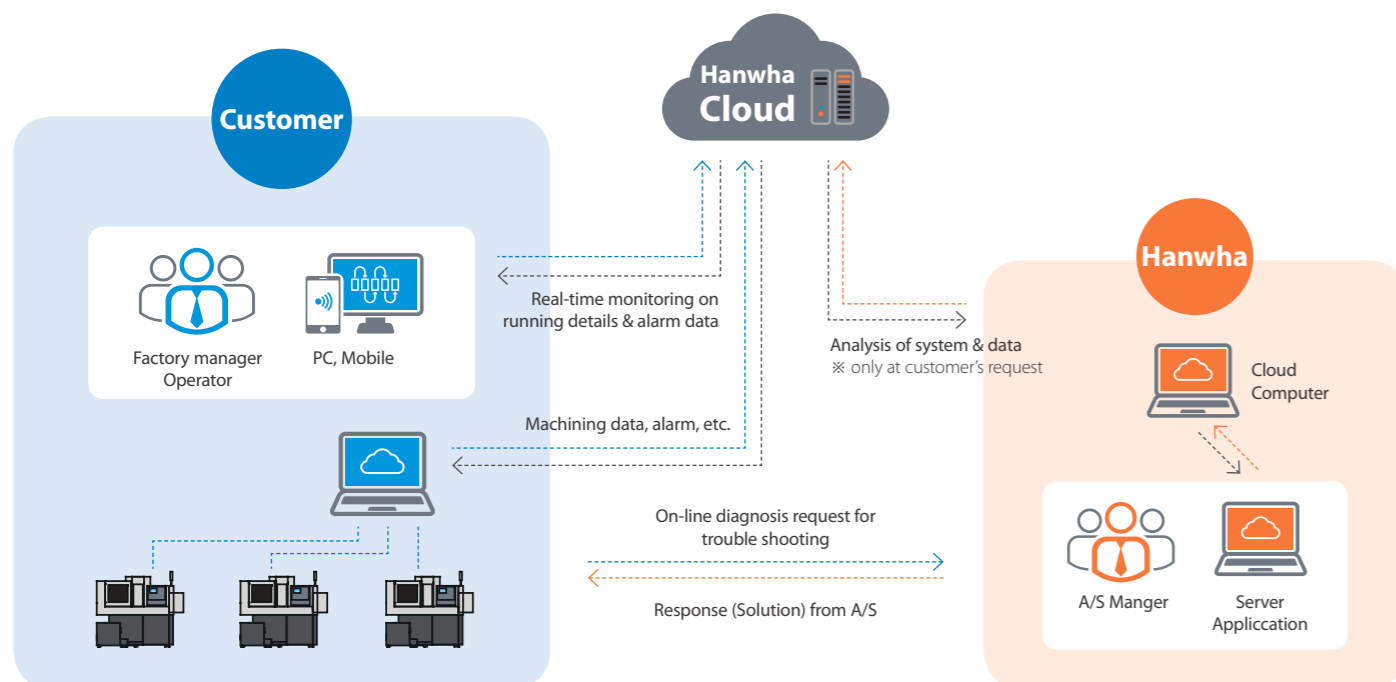 Hanwha
Cloud
Customer
Factory manager
Operator
PC, Mobile
Real-time monitoring on
running details & alarm data
Machining data, alarm, etc.
Analysis of system & data
※ only at customer's request
On-line diagnosis request for
trouble shooting
Response (Solution) from A/S
Hanwha
Cloud
Computer
A/S Manger
Server
Appliccation